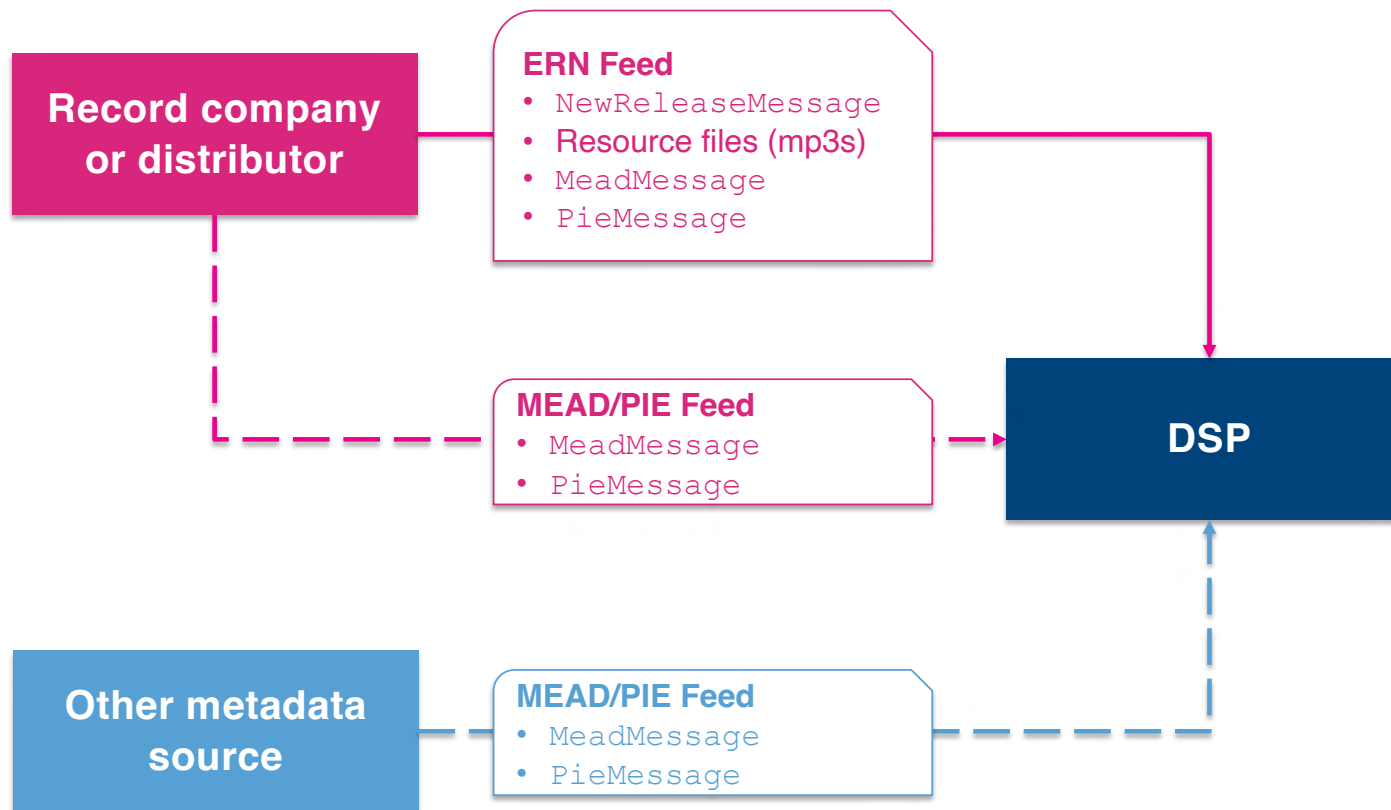 Record company
or distributor
ERN Feed
• NewReleaseMessage
• Resource files (mp3s)
• MeadMessage
• PieMessage
MEAD/PIE Feed
• MeadMessage
• PieMessage
DSP
Other metadada
source
MEAD/PIE Feed
• MeadMessage
• PieMessage